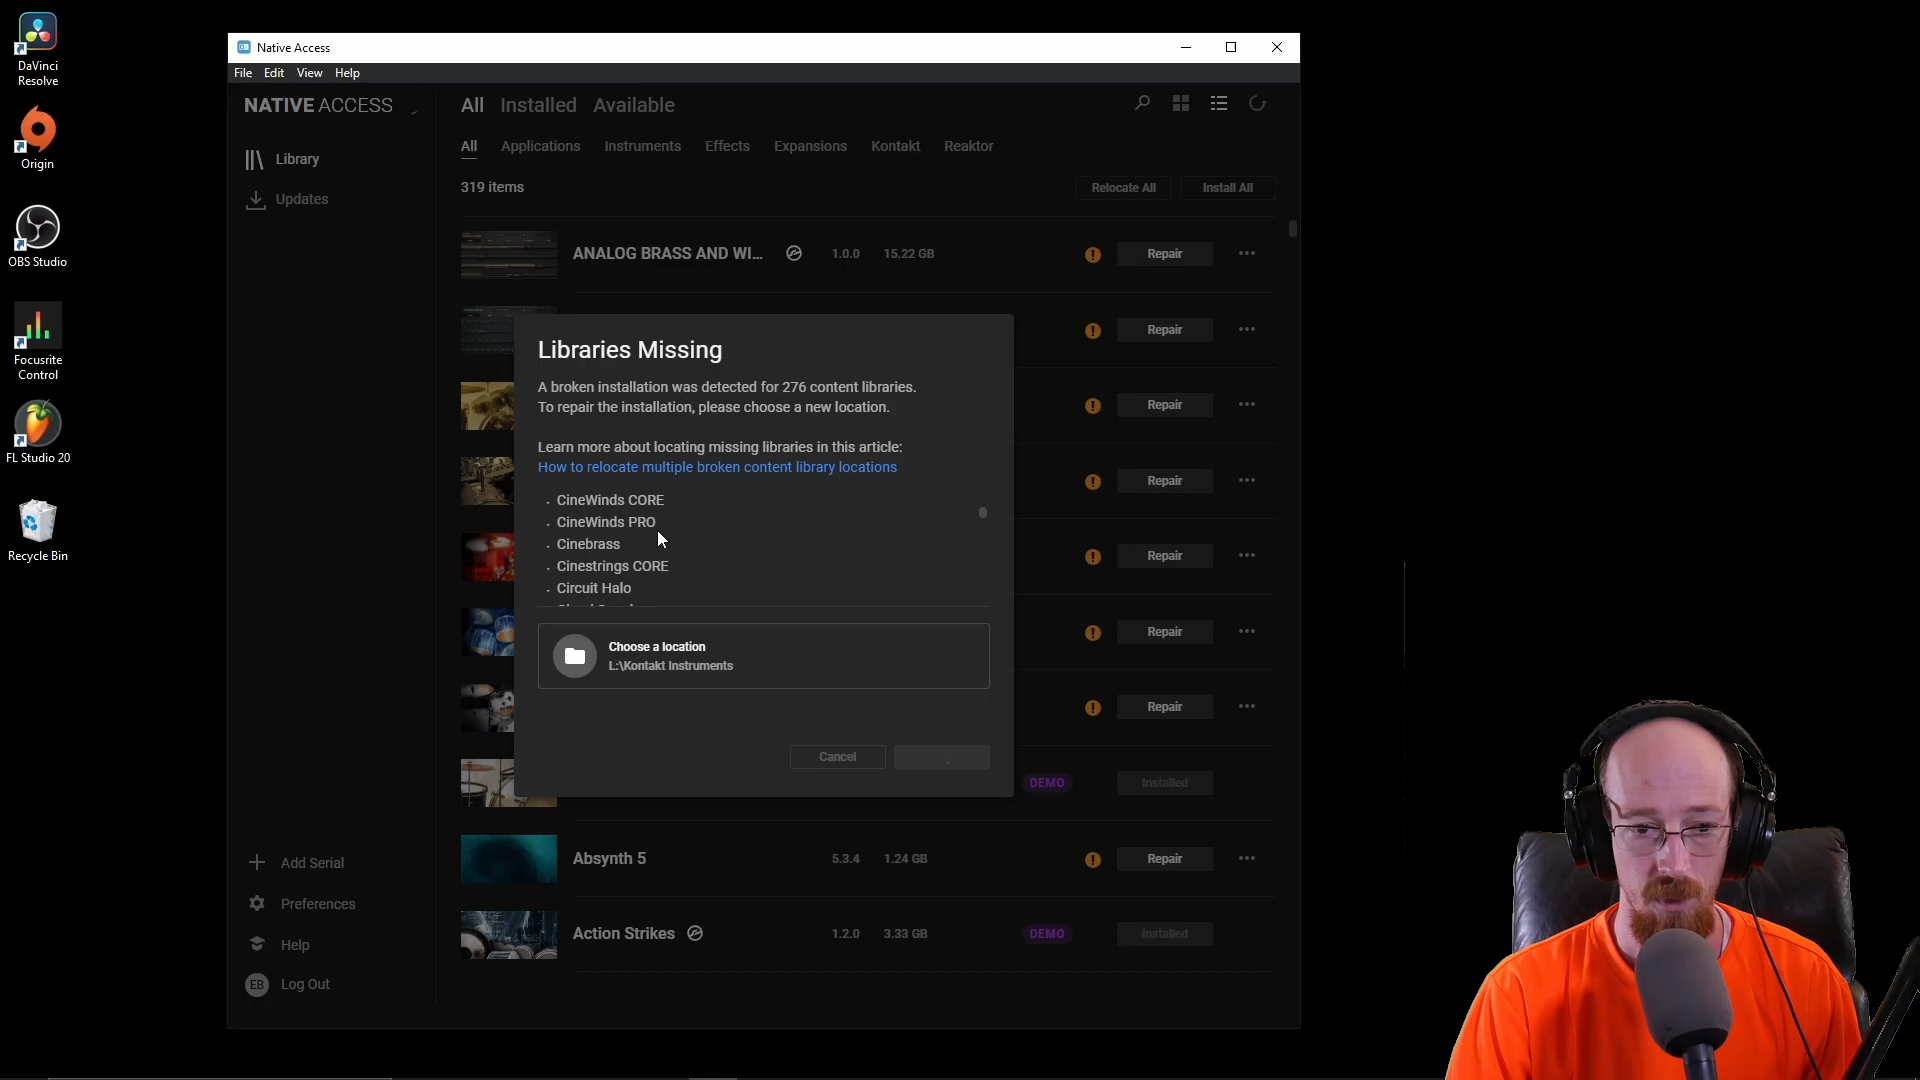 DaVinci
Resolve
Origin
OBS Studio
Focusrite
Control
FL Studio 20
Recycle Bin
Native Access
File Edit View Help
NATIVE ACCESS
Library
Updates
Add Serial
Preferences
Help
EB Log Out
All Installed Available
All Applications Instruments Effects Expansions Kontakt Reaktor
319 items
Relocate All Install All
ANALOG BRASS AND WI... 1.0.0 15.22 GB Repair
Repair
Repair
Repair
Repair
Repair
Repair
DEMO Installed
Absynth 5 5.3.4 1.24 GB Repair
Action Strikes 1.2.0 3.33 GB DEMO Installed
Libraries Missing
A broken installation was detected for 276 content libraries.
To repair the installation, please choose a new location.
Learn more about locating missing libraries in this article:
How to relocate multiple broken content library locations
CineWinds CORE
CineWinds PRO
Cinebrass
Cinestrings CORE
Circuit Halo
Choose a location
L:\Kontakt Instruments
Cancel